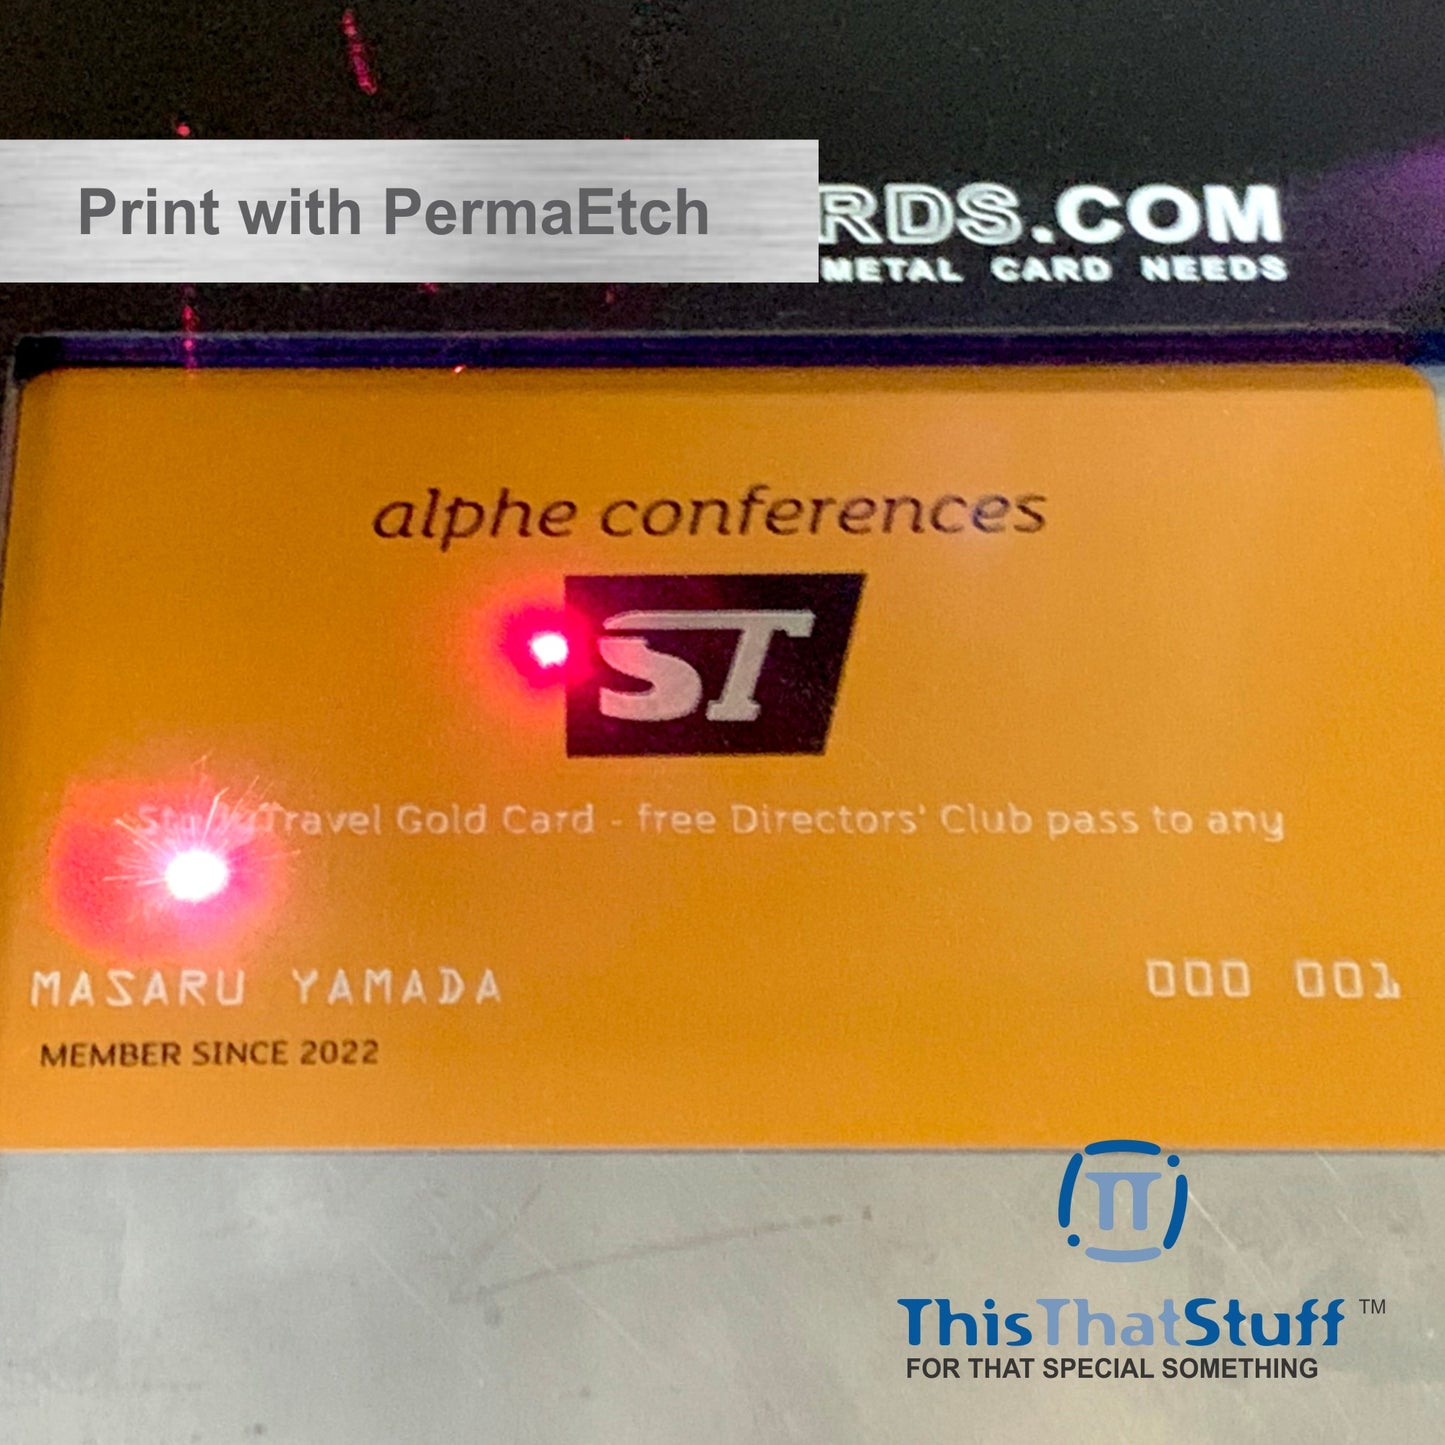 Print with PermaEtch
RDS.COM
METAL CARD NEEDS
alphe conferences
ST
Travel Gold Card - free Directors' Club pass to any
MASARU YAMADA
000 001
MEMBER SINCE 2022
ThisThatStuff™
FOR THAT SPECIAL SOMETHING